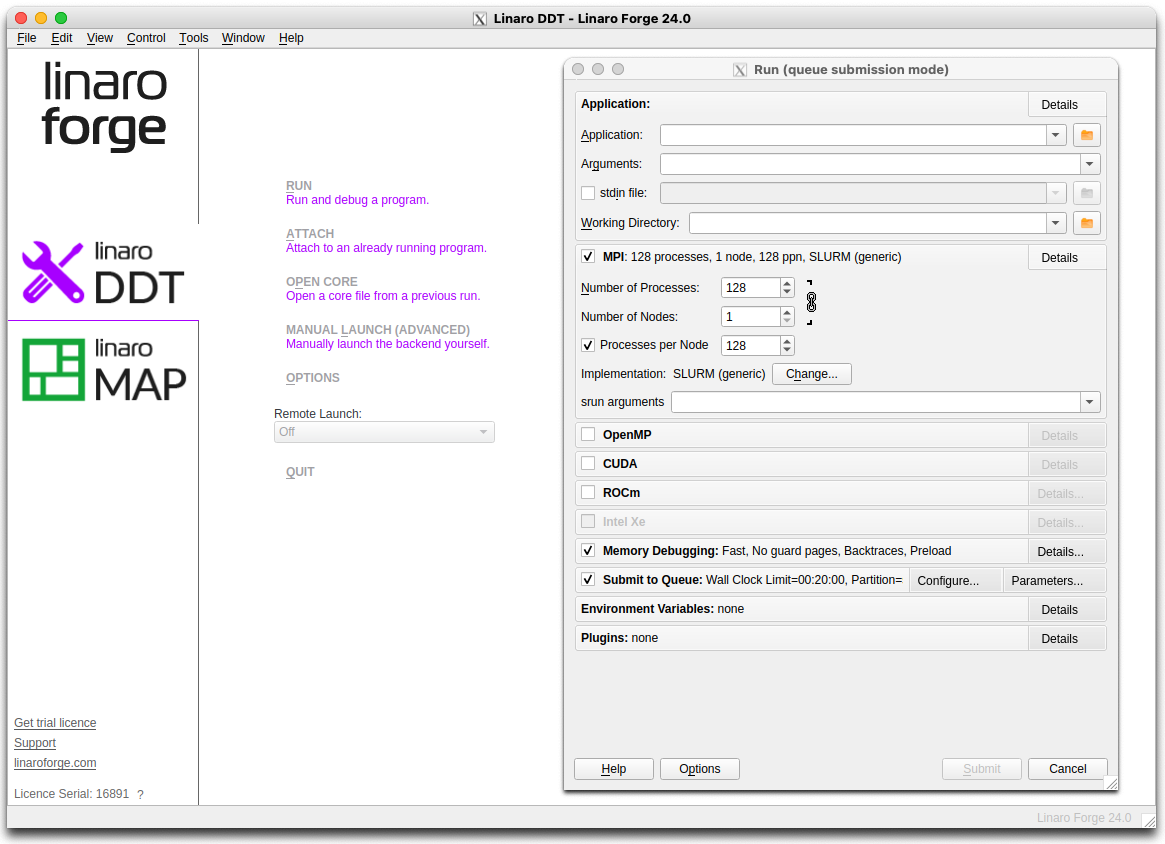 Linaro DDT - Linaro Forge 24.0
File Edit View Control Tools Window Help
linaro
forge
linaro
DDT
linaro
MAP
Get trial licence
Support
linaroforge.com
Licence Serial: 16891 ?
RUN
Run and debug a program.
ATTACH
Attach to an already running program.
OPEN CORE
Open a core file from a previous run.
MANUAL LAUNCH (ADVANCED)
Manually launch the backend yourself.
OPTIONS
Remote Launch:
Off
QUIT
Run (queue submission mode)
Application: Details
Application:
Arguments:
stdin file:
Working Directory:
MPI: 128 processes, 1 node, 128 ppn, SLURM (generic) Details
Number of Processes: 128
Number of Nodes: 1
Processes per Node 128
Implementation: SLURM (generic) Change...
srun arguments
OpenMP Details
CUDA Details
ROCm Details...
Intel Xe Details...
Memory Debugging: Fast, No guard pages, Backtraces, Preload Details...
Submit to Queue: Wall Clock Limit=00:20:00, Partition= Configure... Parameters...
Environment Variables: none Details
Plugins: none Details
Help Options Submit Cancel
Linaro Forge 24.0